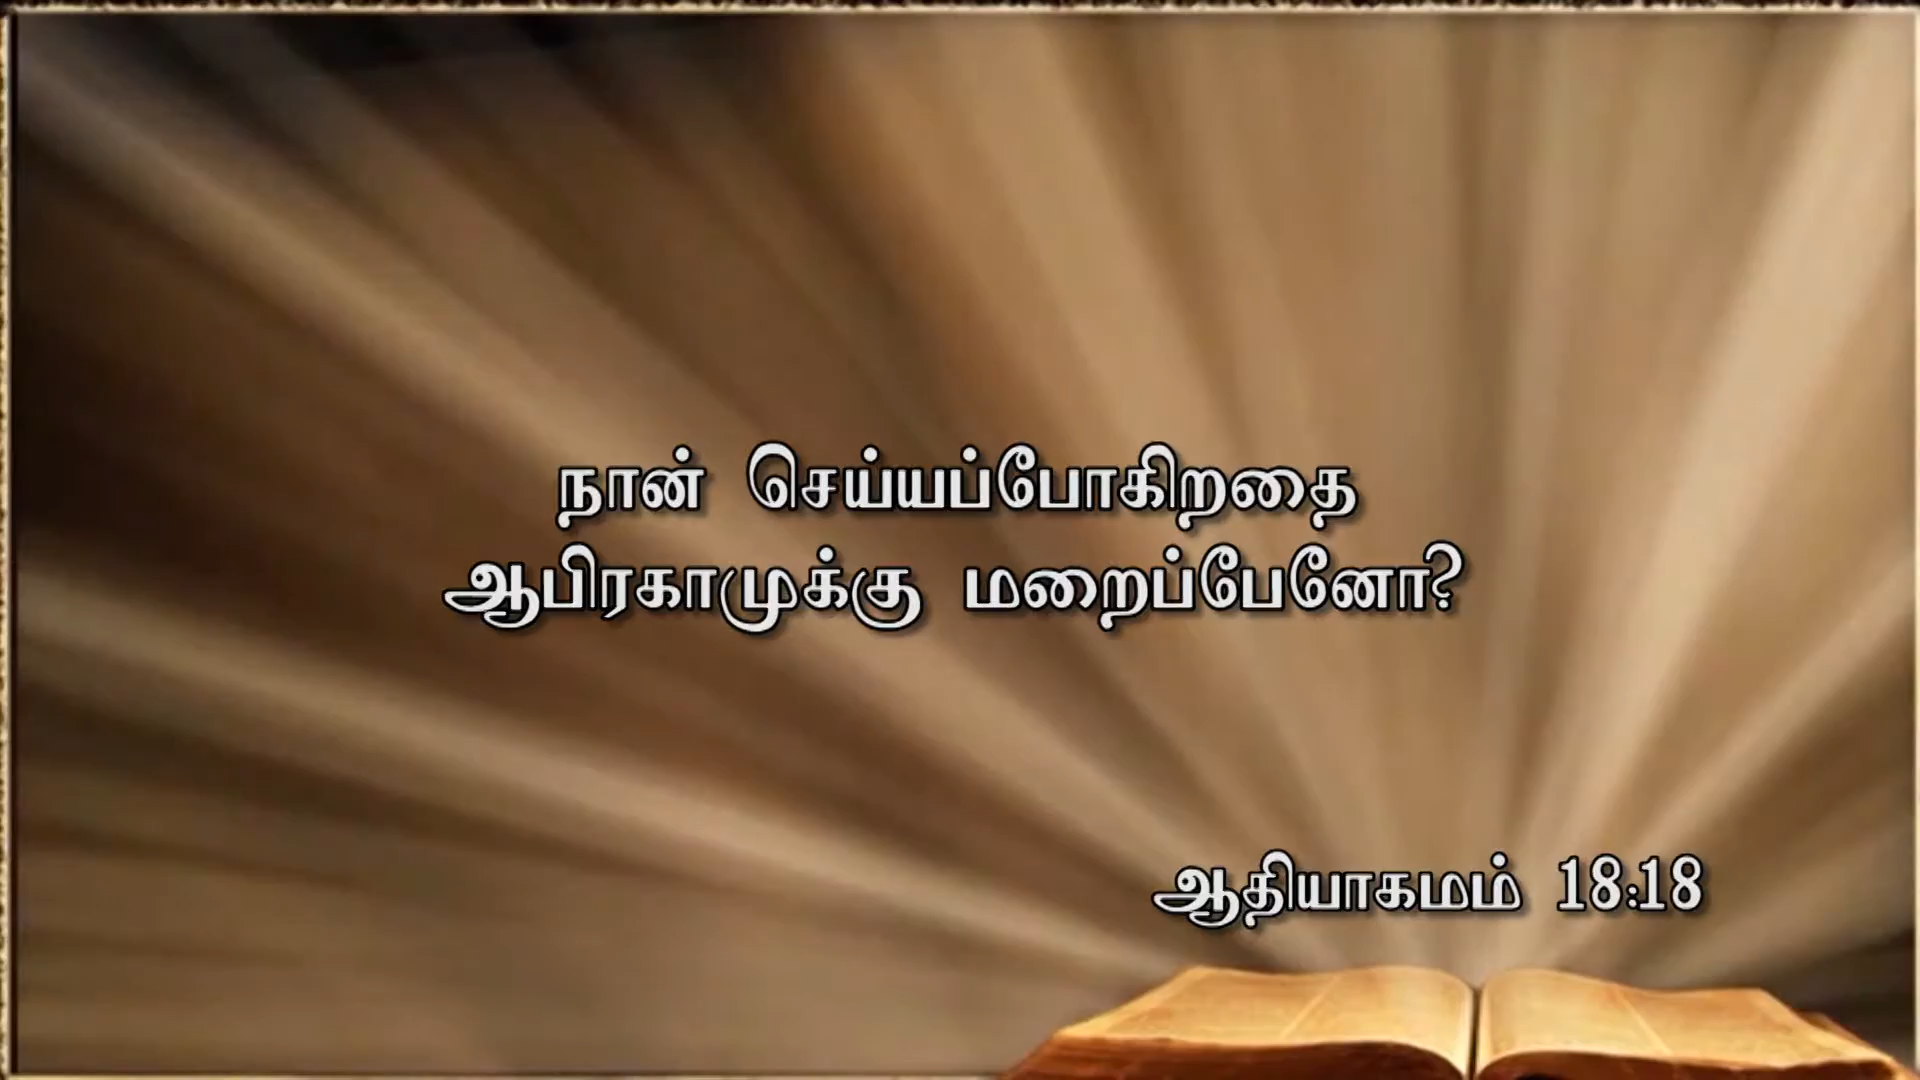 நான் செய்யப்போகிறதை
ஆபிரகாமுக்கு மறைப்பேனோ?
ஆதியாகமம் 18:18